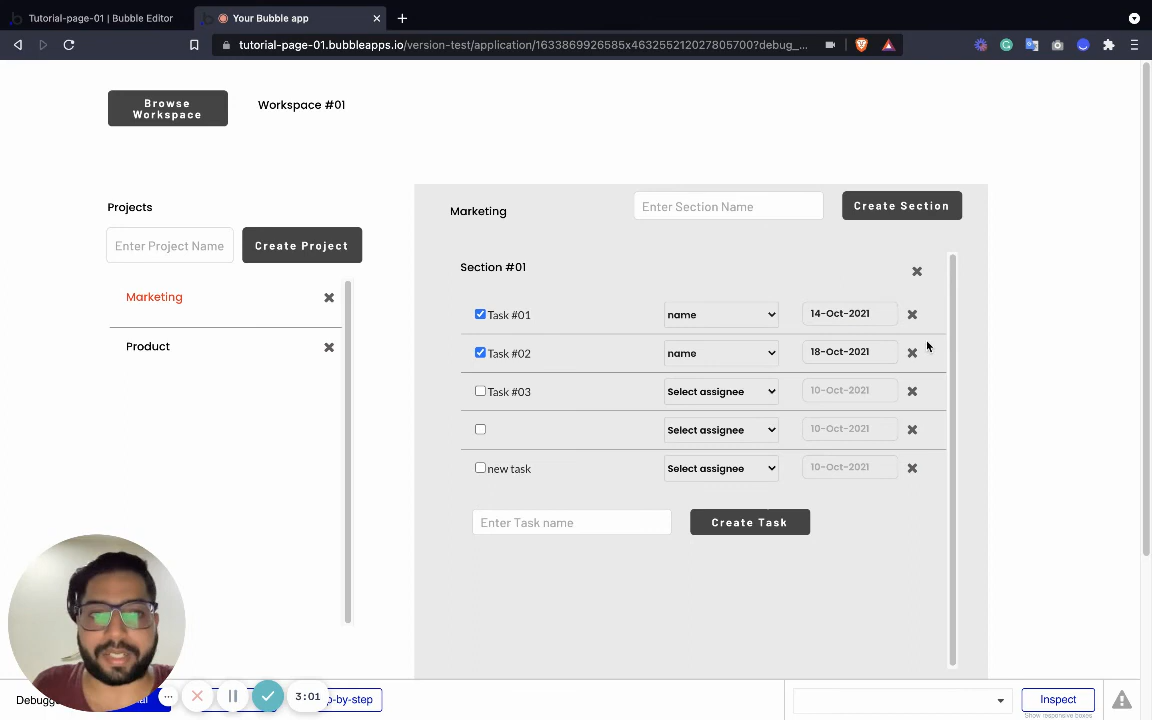 Tutorial-page-01 | Bubble Editor
Your Bubble app
tutorial-page-01.bubbleapps.io/version-test/application/1633869926585x463255212027805700?debug_...
Browse
Workspace
Workspace #01
Projects
Enter Project Name
Create Project
Marketing
Product
Marketing
Enter Section Name
Create Section
Section #01
Task #01
name
14-Oct-2021
Task #02
name
18-Oct-2021
Task #03
Select assignee
10-Oct-2021
Select assignee
10-Oct-2021
new task
Select assignee
10-Oct-2021
Enter Task name
Create Task
3:01
p-by-step
Inspect
Show responsive boxes